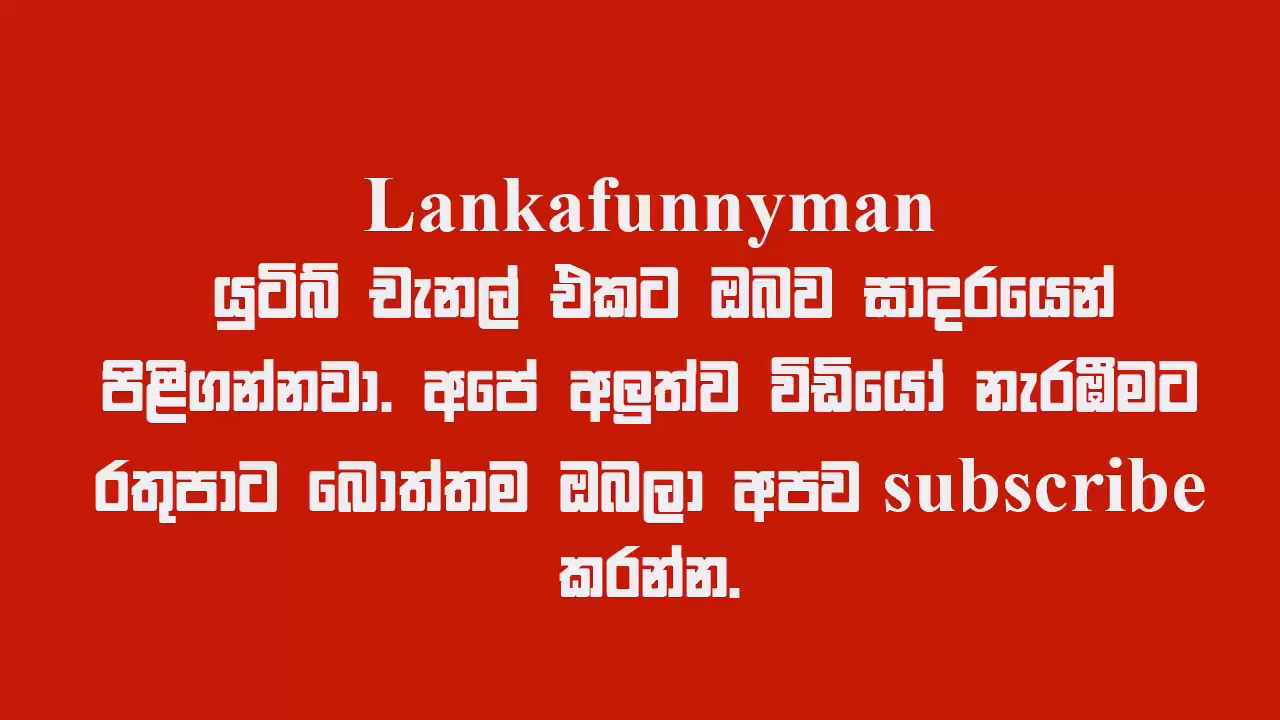 Lankafunnyman
යුටිබ් චැනල් එකට ඔබව සාදරයෙන්
පිළිගන්නවා. අපේ අලුත්ව විඩියෝ නැරඹීමට
රතුපාට බොත්තම ඔබලා අපව subscribe
කරන්න.